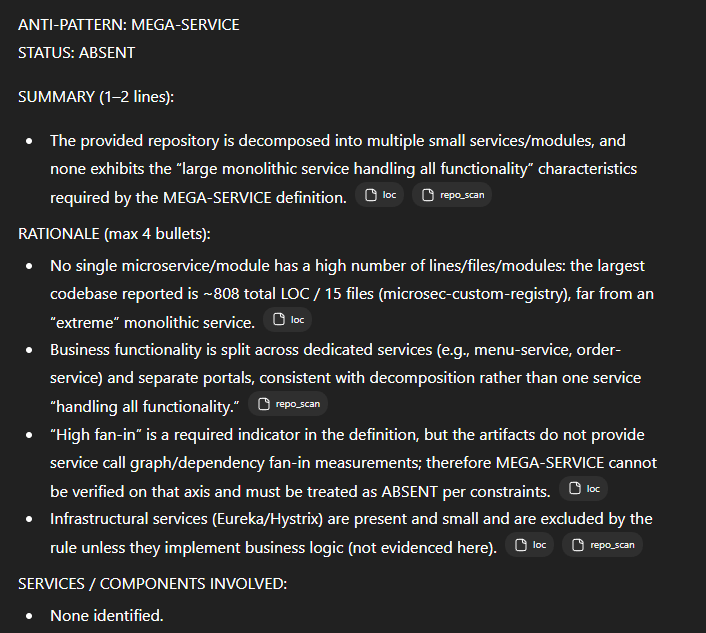 ANTI-PATTERN: MEGA-SERVICE
STATUS: ABSENT
SUMMARY (1–2 lines):
• The provided repository is decomposed into multiple small services/modules, and
none exhibits the “large monolithic service handling all functionality” characteristics
required by the MEGA-SERVICE definition. loc repo_scan
RATIONALE (max 4 bullets):
• No single microservice/module has a high number of lines/files/modules: the largest
codebase reported is ~808 total LOC / 15 files (microsec-custom-registry), far from an
“extreme” monolithic service. loc
• Business functionality is split across dedicated services (e.g., menu-service, order-
service) and separate portals, consistent with decomposition rather than one service
“handling all functionality.” repo_scan
• “High fan-in” is a required indicator in the definition, but the artifacts do not provide
service call graph/dependency fan-in measurements; therefore MEGA-SERVICE cannot
be verified on that axis and must be treated as ABSENT per constraints. loc
• Infrastructural services (Eureka/Hystrix) are present and small and are excluded by the
rule unless they implement business logic (not evidenced here). loc repo_scan
SERVICES / COMPONENTS INVOLVED:
• None identified.